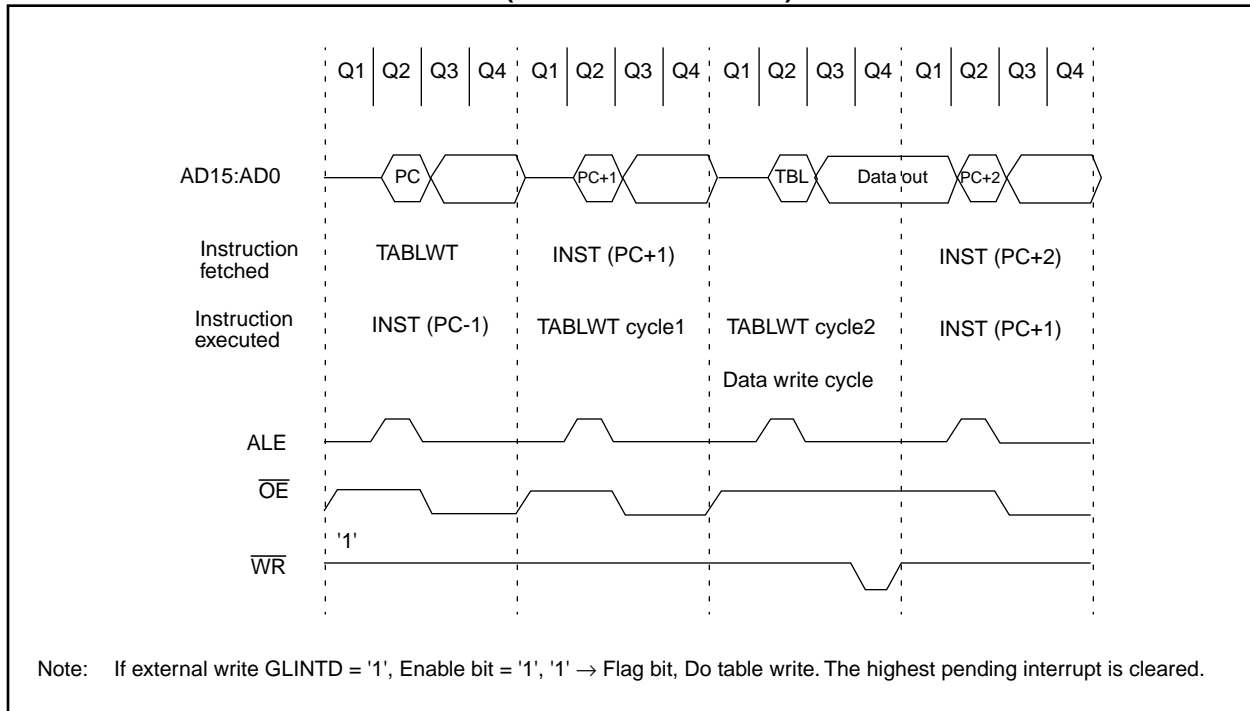 Q1 Q2 Q3 Q4 Q1 Q2 Q3 Q4 Q1 Q2 Q3 Q4 Q1 Q2 Q3 Q4
AD15:AD0 PC PC+1 TBL Data out PC+2
Instruction fetched TABLWT INST (PC+1) INST (PC+2)
Instruction executed INST (PC-1) TABLWT cycle1 TABLWT cycle2 INST (PC+1)
Data write cycle
ALE
OE
'1'
WR
Note: If external write GLINTD = '1', Enable bit = '1', '1' → Flag bit, Do table write. The highest pending interrupt is cleared.